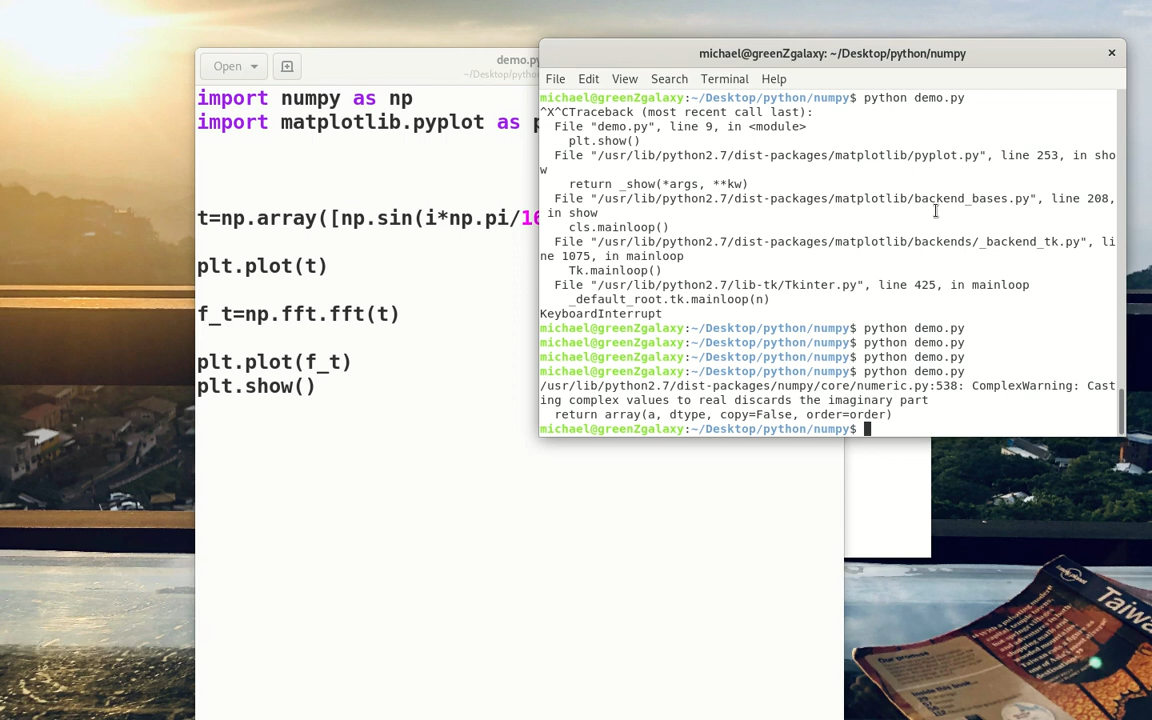 Open
demo.py
~/Desktop/pytho
import numpy as np
import matplotlib.pyplot as p
t=np.array([np.sin(i*np.pi/16
plt.plot(t)
f_t=np.fft.fft(t)
plt.plot(f_t)
plt.show()
michael@greenZgalaxy: ~/Desktop/python/numpy
File Edit View Search Terminal Help
michael@greenZgalaxy:~/Desktop/python/numpy$ python demo.py
^X^CTraceback (most recent call last):
  File "demo.py", line 9, in <module>
    plt.show()
  File "/usr/lib/python2.7/dist-packages/matplotlib/pyplot.py", line 253, in sho
w
    return _show(*args, **kw)
  File "/usr/lib/python2.7/dist-packages/matplotlib/backend_bases.py", line 208,
 in show
    cls.mainloop()
  File "/usr/lib/python2.7/dist-packages/matplotlib/backends/_backend_tk.py", li
ne 1075, in mainloop
    Tk.mainloop()
  File "/usr/lib/python2.7/lib-tk/Tkinter.py", line 425, in mainloop
    _default_root.tk.mainloop(n)
KeyboardInterrupt
michael@greenZgalaxy:~/Desktop/python/numpy$ python demo.py
michael@greenZgalaxy:~/Desktop/python/numpy$ python demo.py
michael@greenZgalaxy:~/Desktop/python/numpy$ python demo.py
michael@greenZgalaxy:~/Desktop/python/numpy$ python demo.py
/usr/lib/python2.7/dist-packages/numpy/core/numeric.py:538: ComplexWarning: Cast
ing complex values to real discards the imaginary part
  return array(a, dtype, copy=False, order=order)
michael@greenZgalaxy:~/Desktop/python/numpy$
lonely planet
Taiwa
Our promise
Inside this book...